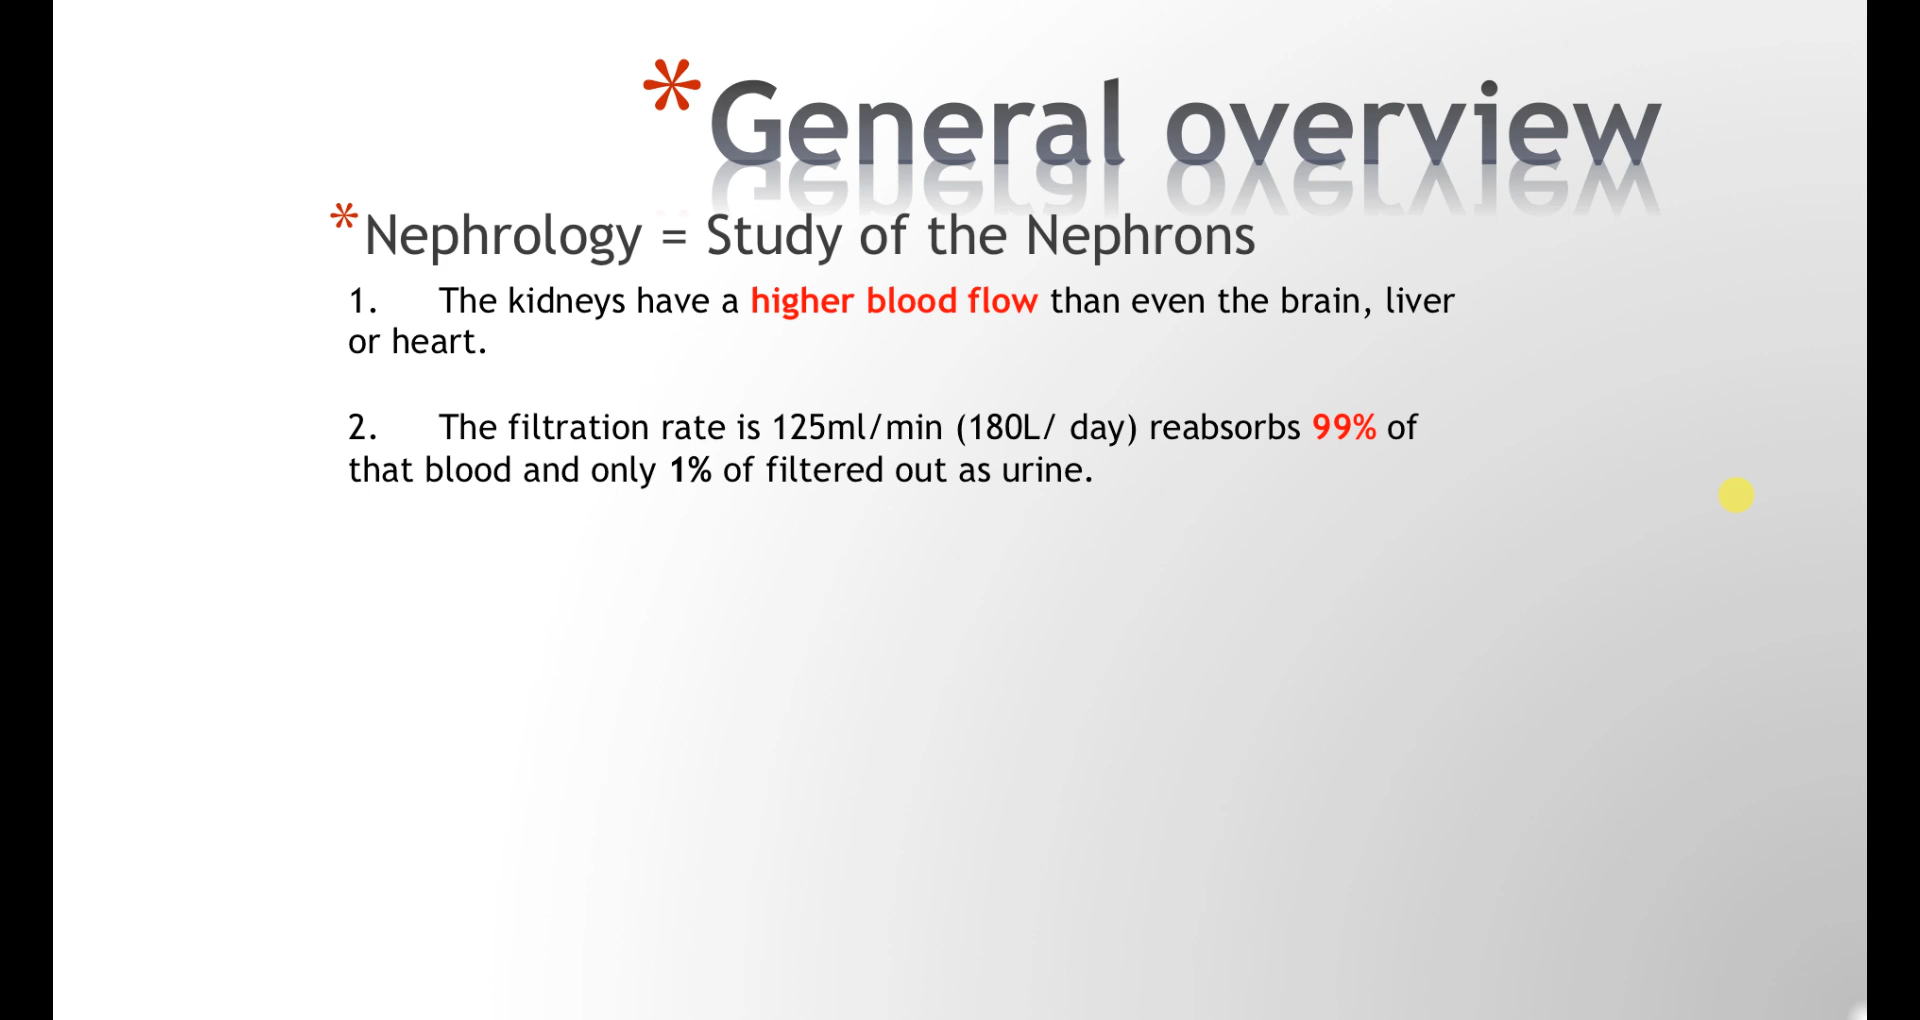 *General overview
*Nephrology = Study of the Nephrons
1. The kidneys have a higher blood flow than even the brain, liver
or heart.
2. The filtration rate is 125ml/min (180L/ day) reabsorbs 99% of
that blood and only 1% of filtered out as urine.